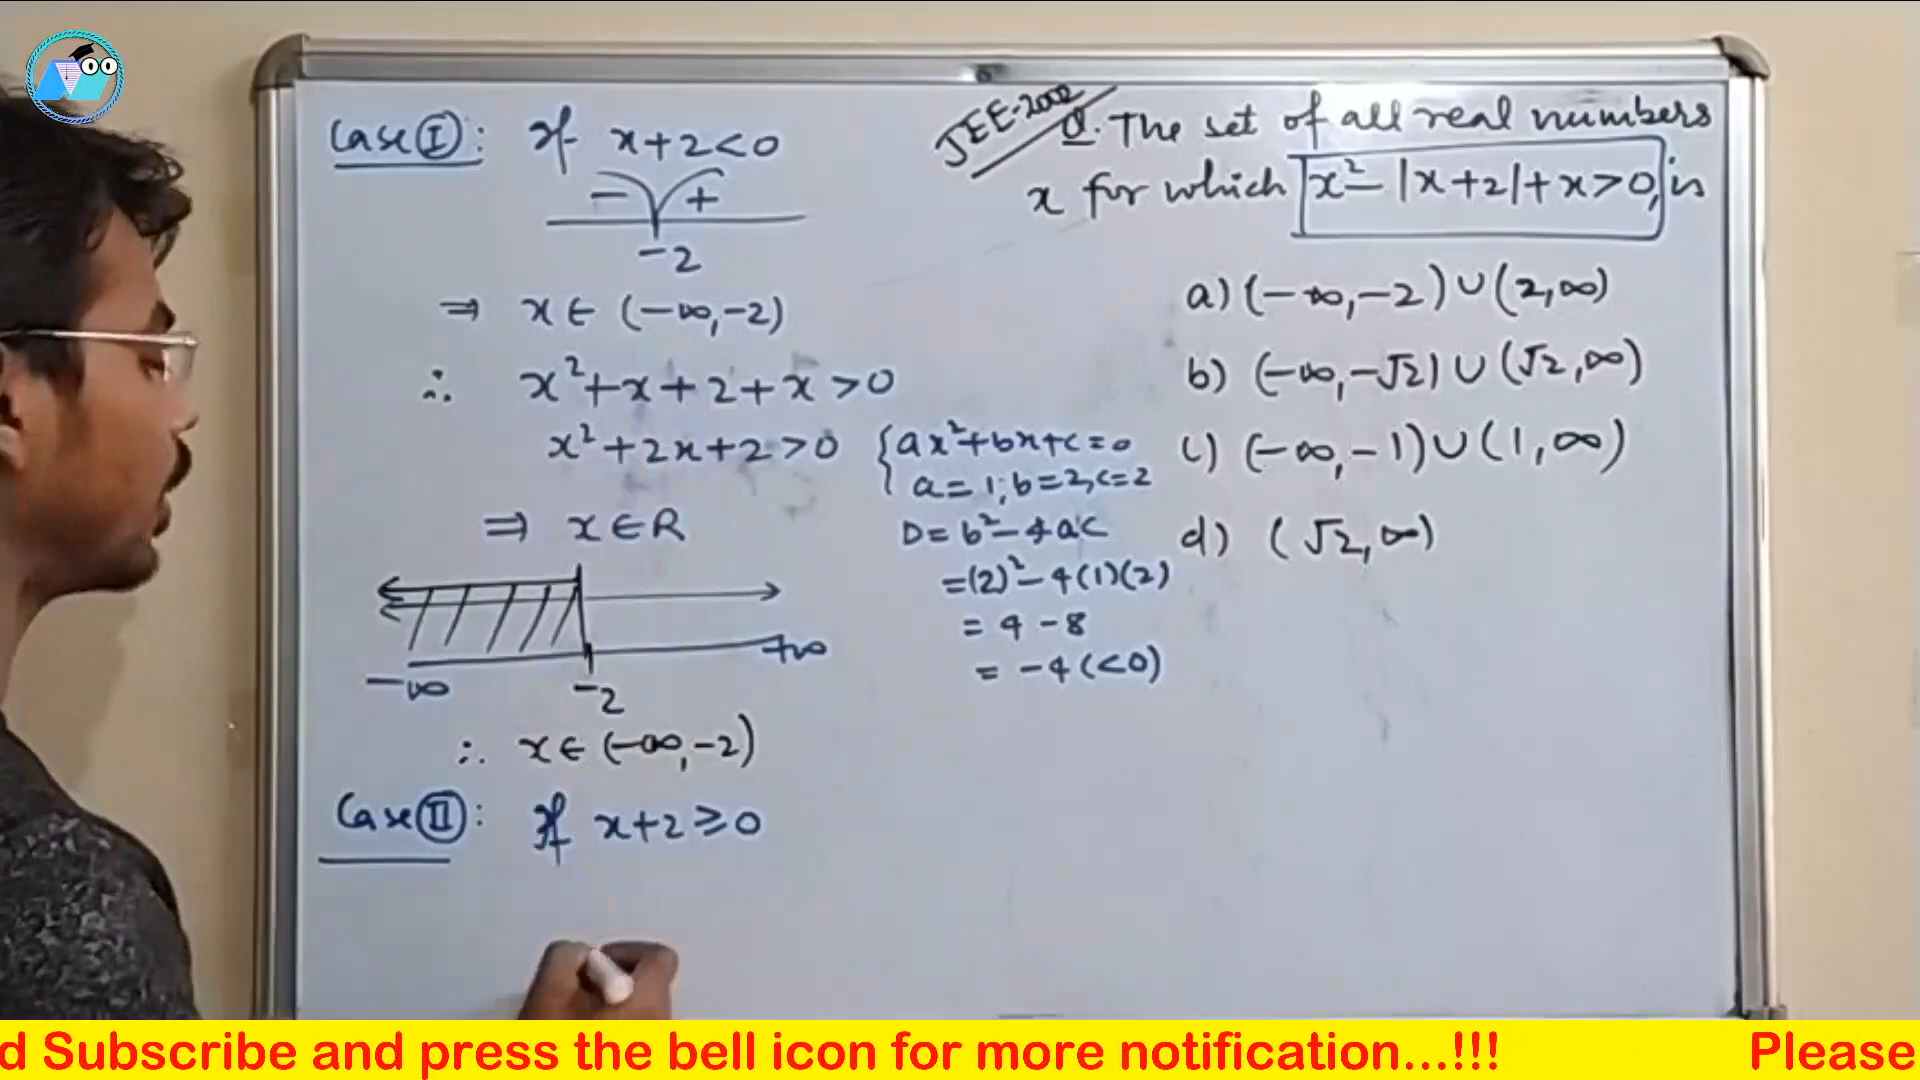 JEE-2002
Q. The set of all real numbers
x for which x² - |x+2| + x > 0, is
a) (-∞, -2) ∪ (2, ∞)
b) (-∞, -√2) ∪ (√2, ∞)
c) (-∞, -1) ∪ (1, ∞)
d) (√2, ∞)
Case I : If x+2 < 0
- +
-2
⇒ x ∈ (-∞, -2)
∴ x² + x + 2 + x > 0
x² + 2x + 2 > 0
{ ax² + bx + c = 0
a = 1; b = 2, c = 2
D = b² - 4ac
= (2)² - 4(1)(2)
= 4 - 8
= -4 (<0)
⇒ x ∈ R
-∞ -2 +∞
∴ x ∈ (-∞, -2)
Case II : If x+2 ≥ 0
d Subscribe and press the bell icon for more notification...!!! Please